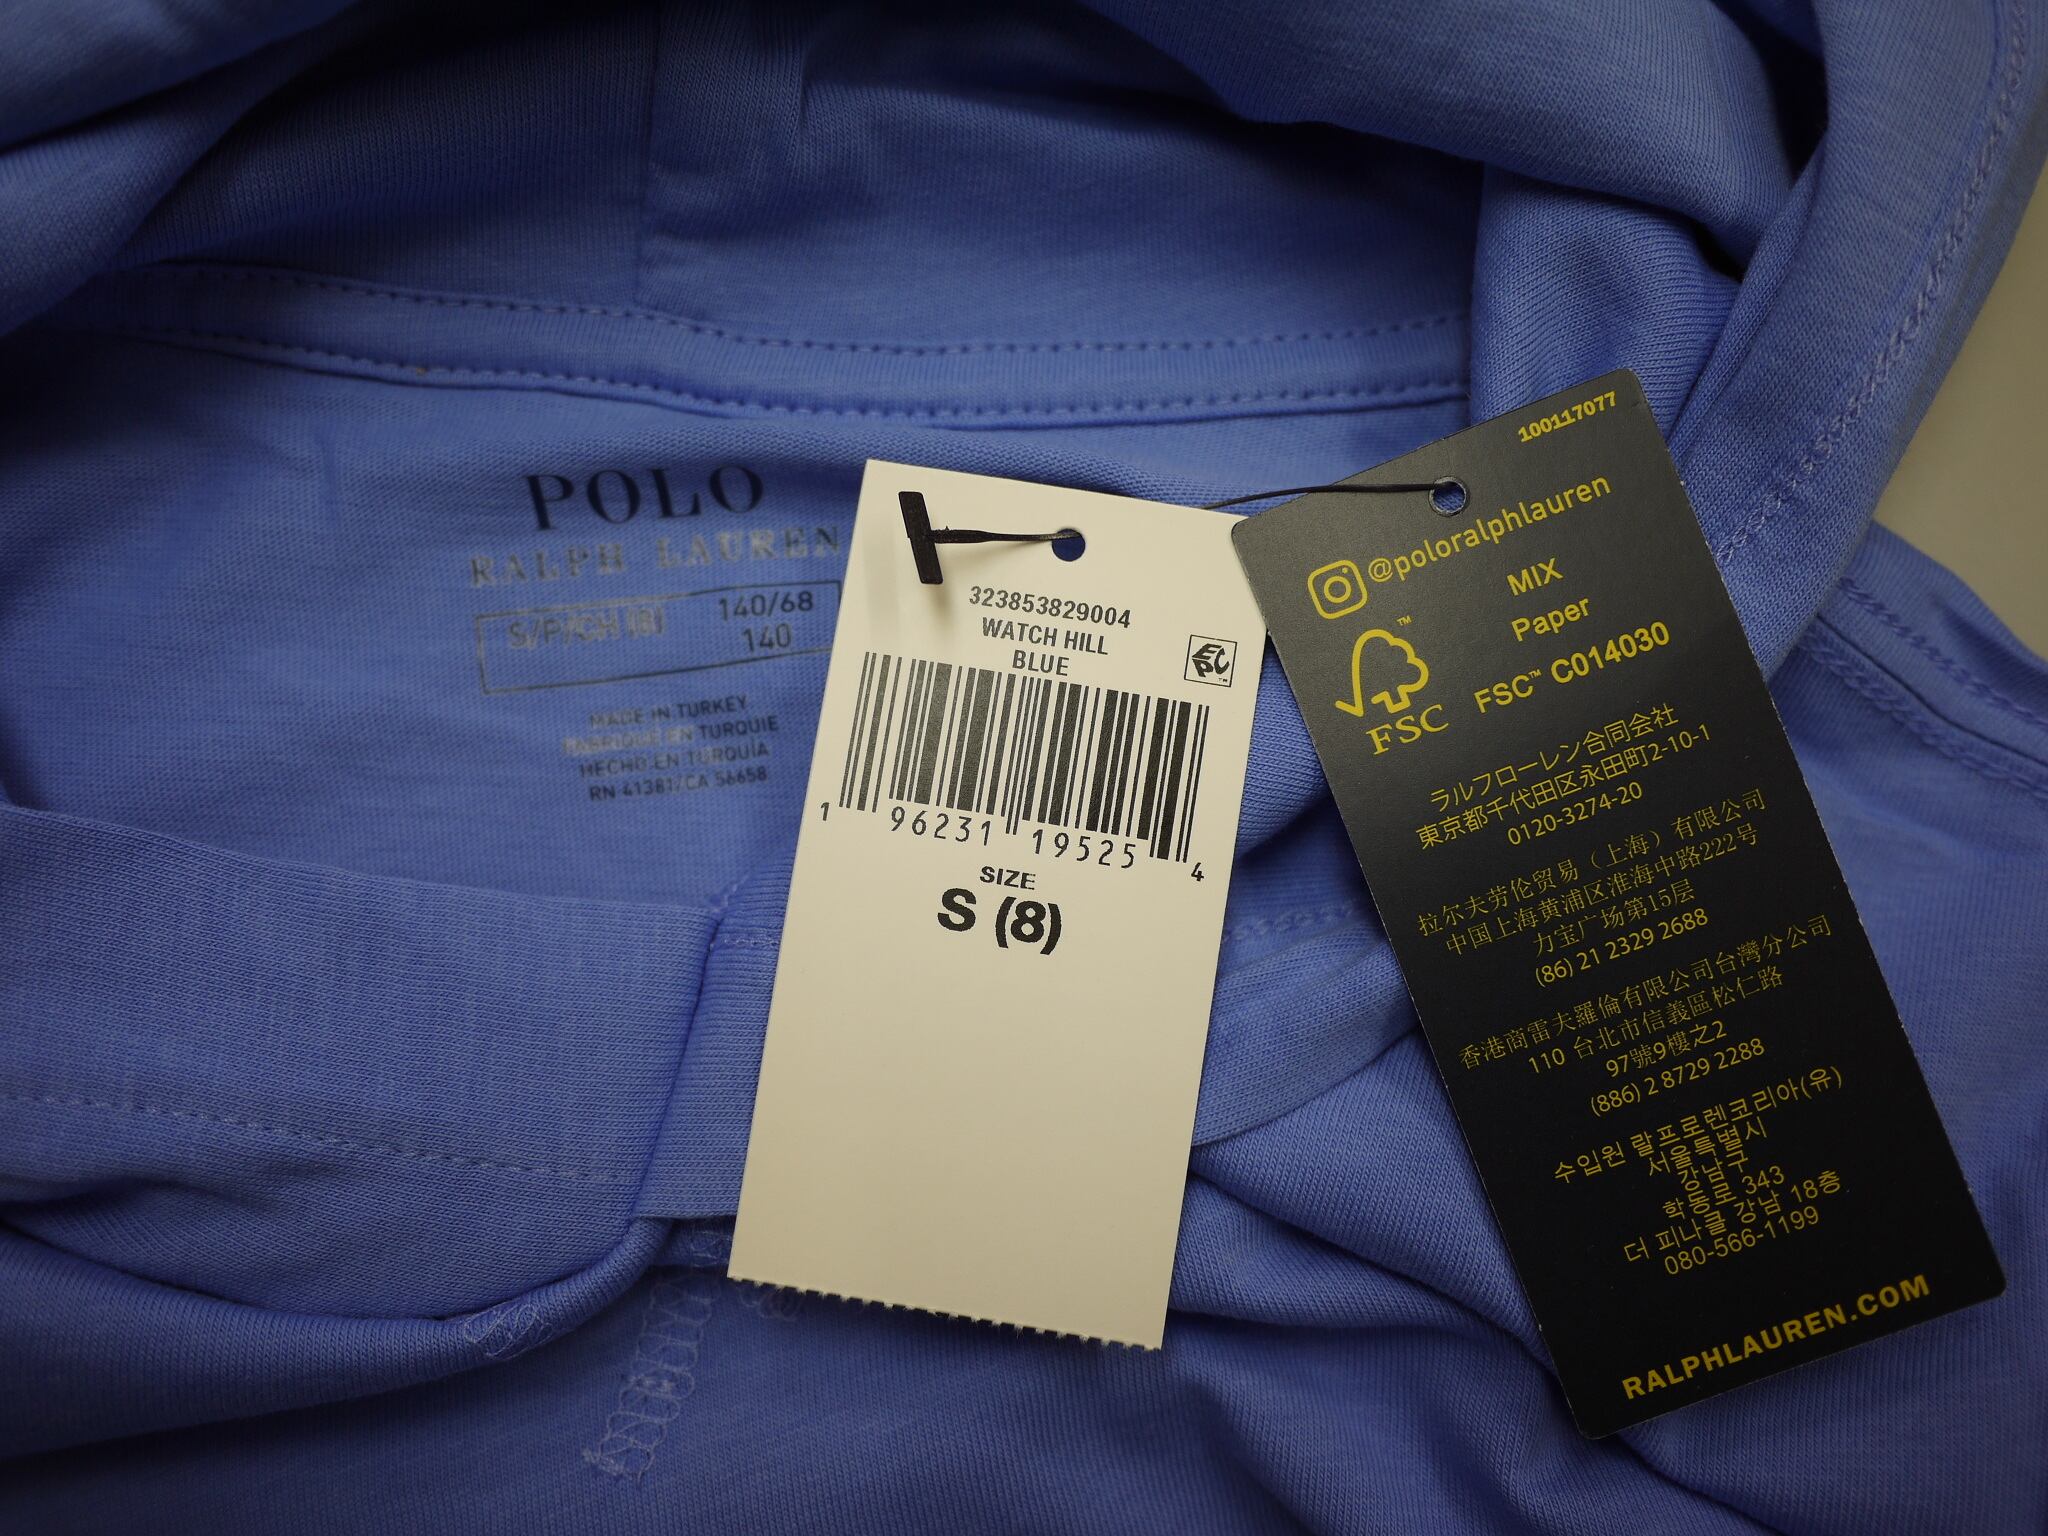 POLO
RALPH LAUREN
S/P/CH (8) 140/68
140
MADE IN TURKEY
FABRIQUÉ EN TURQUIE
HECHO EN TURQUÍA
RN 41381/CA 56658
323853829004
WATCH HILL
BLUE
EPC™
1 96231 19525 4
SIZE
S (8)
100117077
@poloralphlauren
MIX
Paper
FSC™ C014030
™
FSC
ラルフローレン合同会社
東京都千代田区永田町2-10-1
0120-3274-20
拉尔夫劳伦贸易（上海）有限公司
中国上海黄浦区淮海中路222号
力宝广场第15层
(86) 21 2329 2688
香港商雷夫羅倫有限公司台灣分公司
110 台北市信義區松仁路
97號9樓之2
(886) 2 8729 2288
수입원 랄프로렌코리아(유)
서울특별시
강남구
학동로 343
더 피나클 강남 18층
080-566-1199
RALPHLAUREN.COM